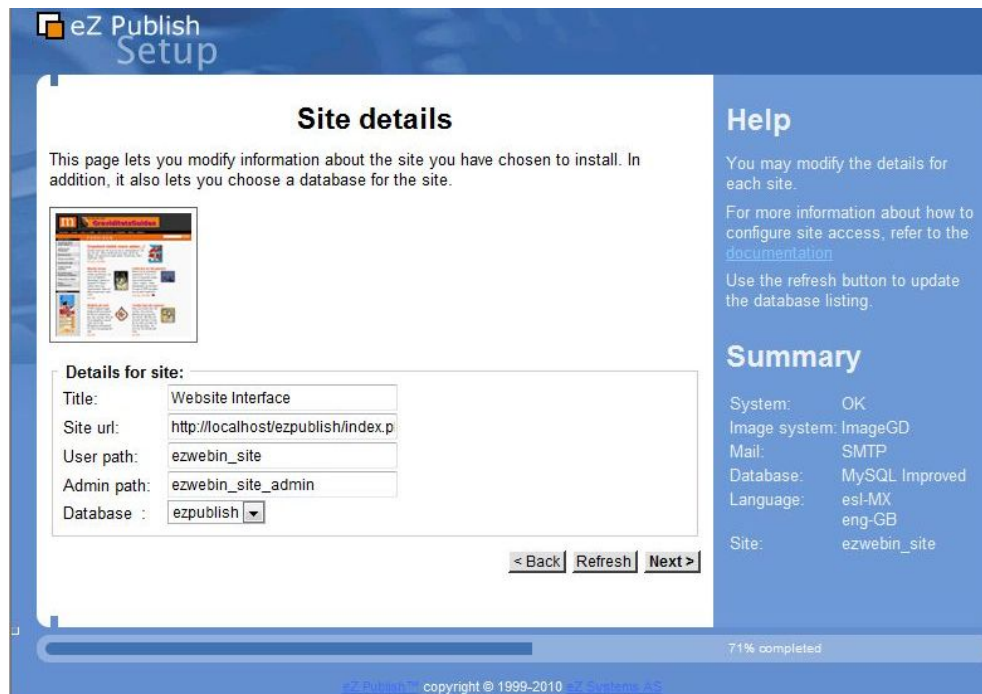 eZ Publish
Setup
Site details
This page lets you modify information about the site you have chosen to install. In
addition, it also lets you choose a database for the site.
Details for site:
Title: Website Interface
Site url: http://localhost/ezpublish/index.p
User path: ezwebin_site
Admin path: ezwebin_site_admin
Database : ezpublish
< Back Refresh Next >
Help
You may modify the details for
each site.
For more information about how to
configure site access, refer to the
documentation
Use the refresh button to update
the database listing.
Summary
System: OK
Image system: ImageGD
Mail: SMTP
Database: MySQL Improved
Language: esl-MX
eng-GB
Site: ezwebin_site
71% completed
eZ Publish™ copyright © 1999-2010 eZ Systems AS